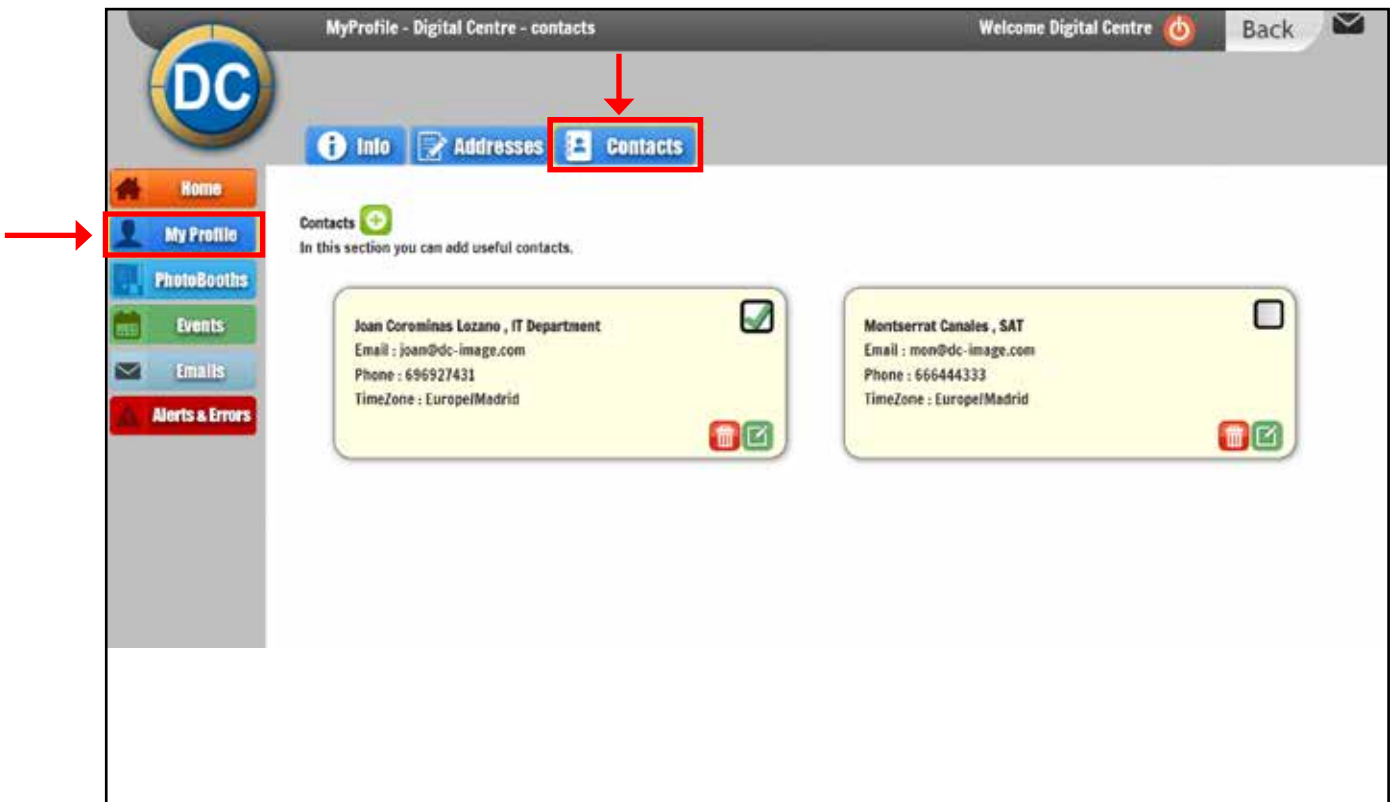 MyProfile - Digital Centre - contacts
Welcome Digital Centre
Back
DC
Info
Addresses
Contacts
Home
My Profile
PhotoBooths
Events
Emails
Alerts & Errors
Contacts
In this section you can add useful contacts.
Joan Corominas Lozano , IT Department
Email : joan@dc-image.com
Phone : 696927431
TimeZone : Europe/Madrid
Montserrat Canales , SAT
Email : mon@dc-image.com
Phone : 666444333
TimeZone : Europe/Madrid